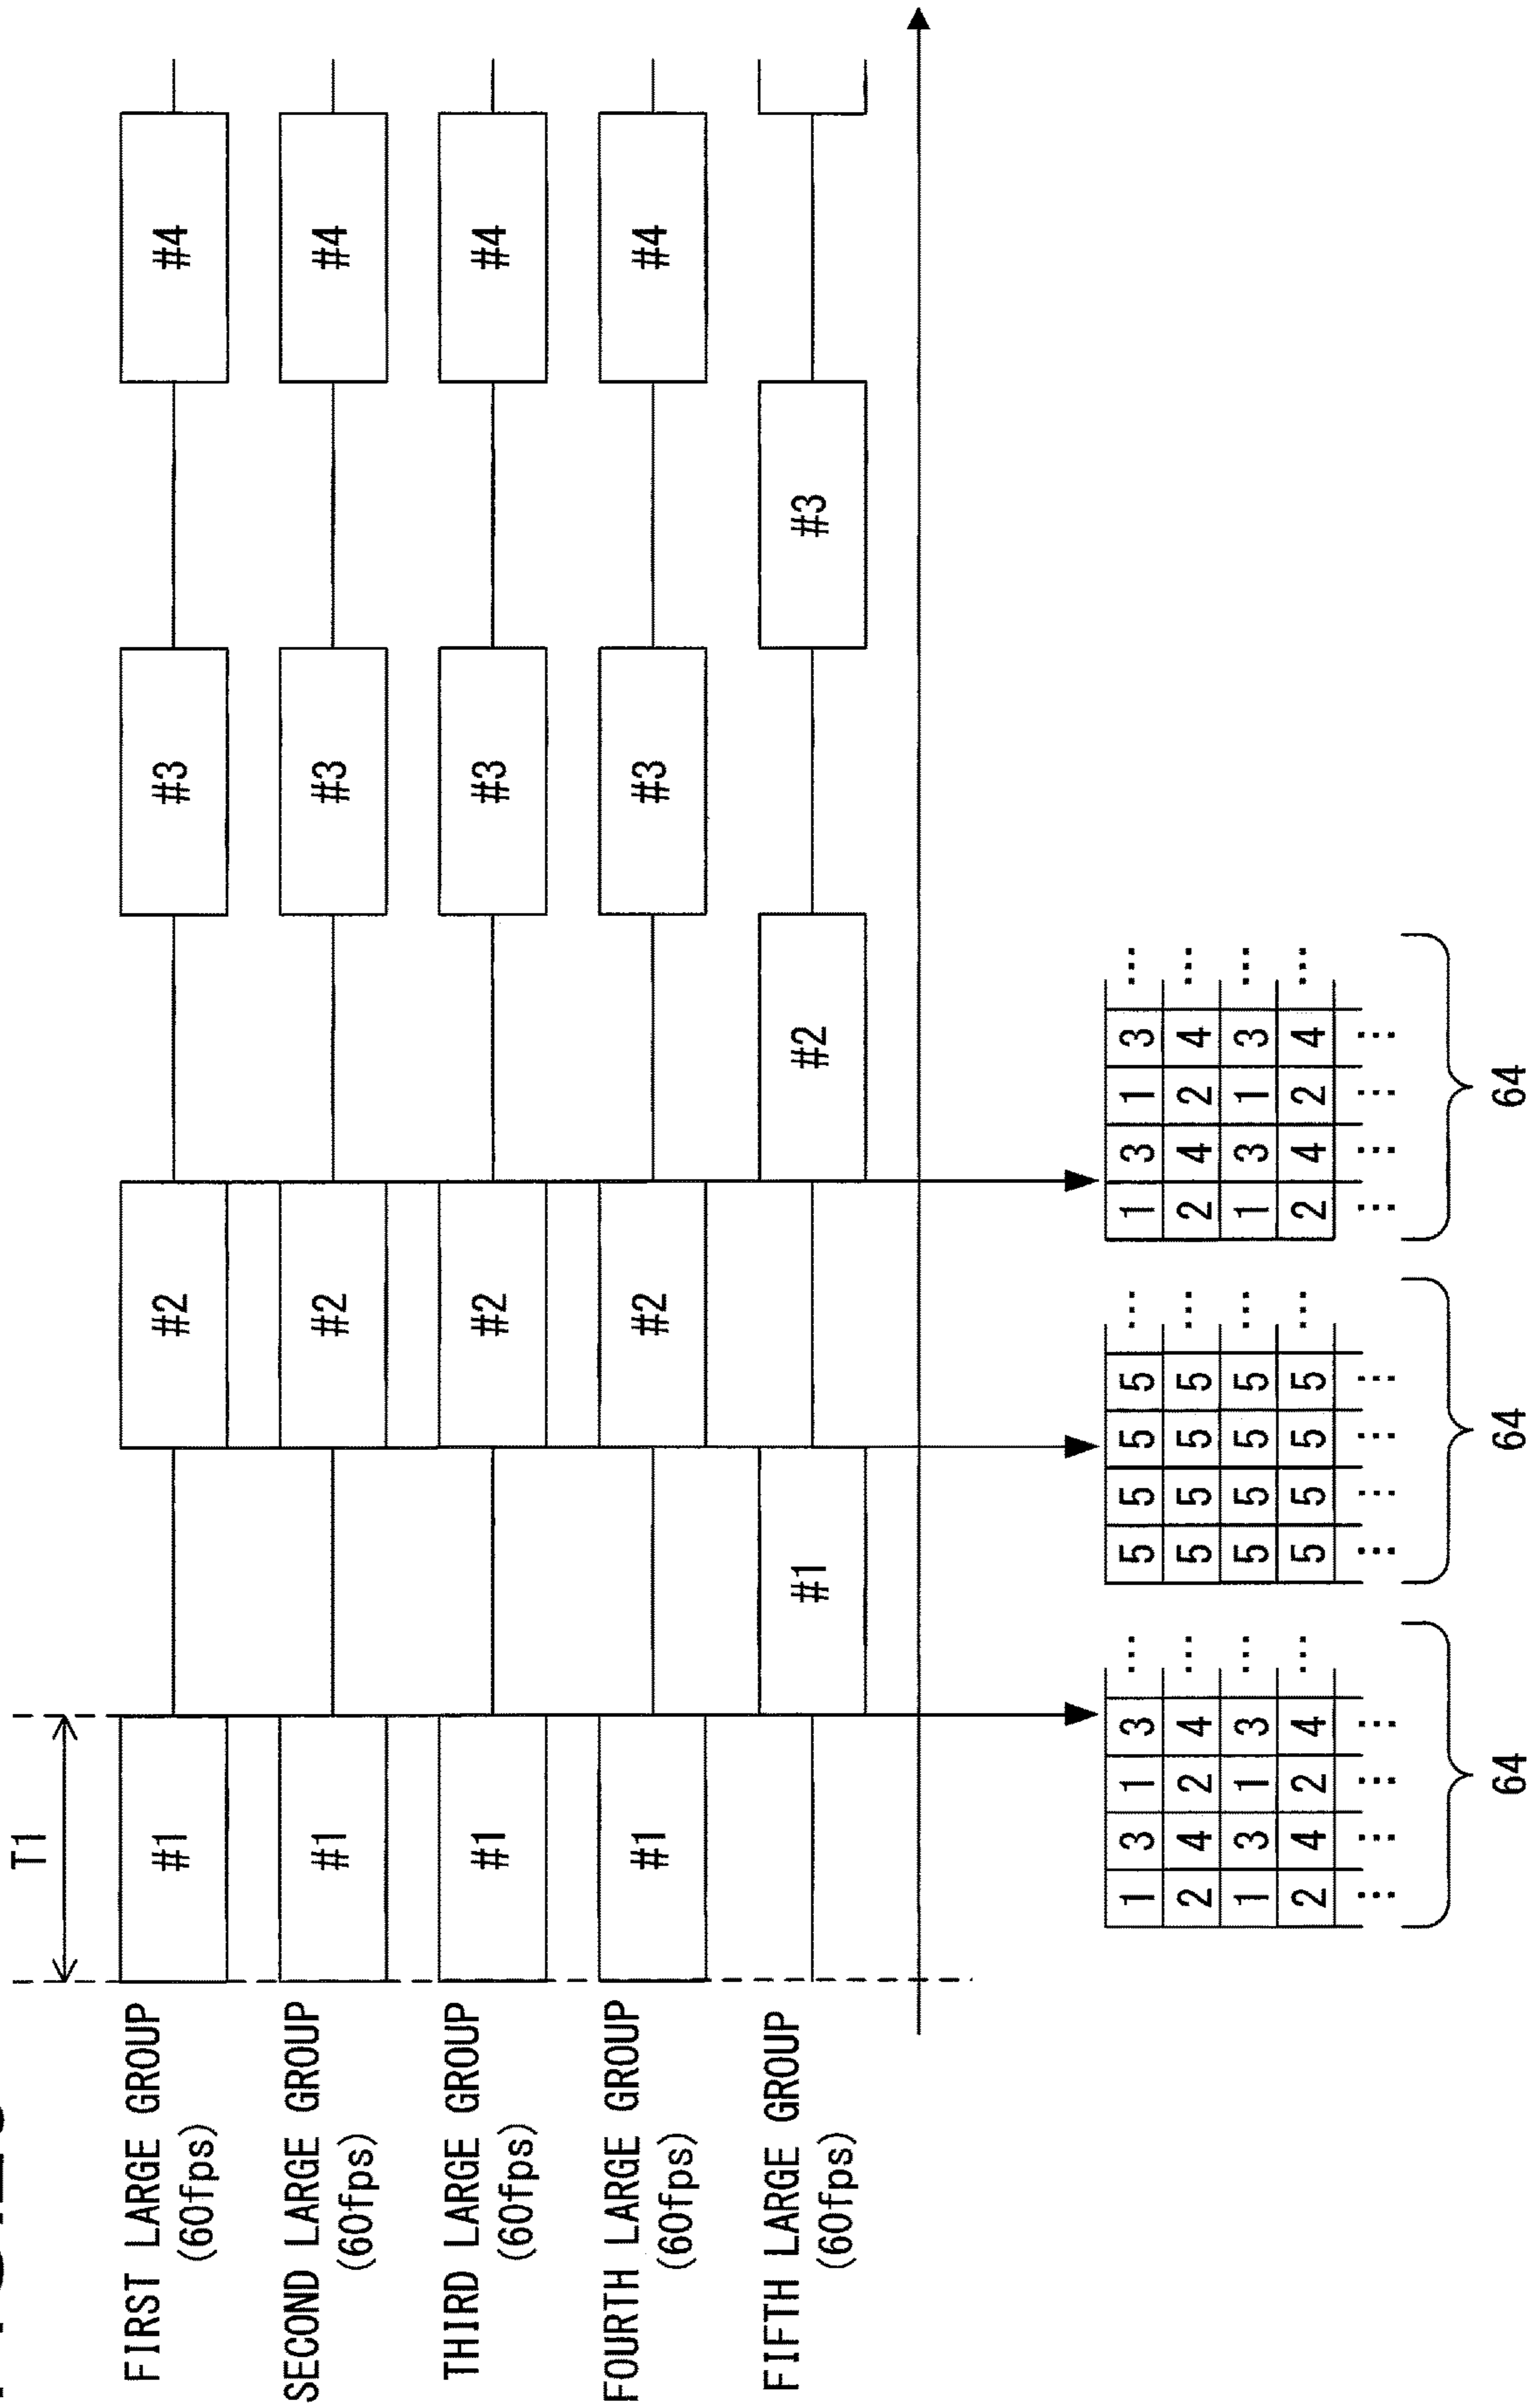 T1
FIRST LARGE GROUP
(60fps)
#1 #2 #3 #4
SECOND LARGE GROUP
(60fps)
#1 #2 #3 #4
THIRD LARGE GROUP
(60fps)
#1 #2 #3 #4
FOURTH LARGE GROUP
(60fps)
#1 #2 #3 #4
FIFTH LARGE GROUP
(60fps)
#1 #2 #3
1 3 1 3 ...
2 4 2 4 ...
1 3 1 3 ...
2 4 2 4 ...
... ... ... ...
64
5 5 5 5 ...
5 5 5 5 ...
5 5 5 5 ...
5 5 5 5 ...
... ... ... ...
64
1 3 1 3 ...
2 4 2 4 ...
1 3 1 3 ...
2 4 2 4 ...
... ... ... ...
64